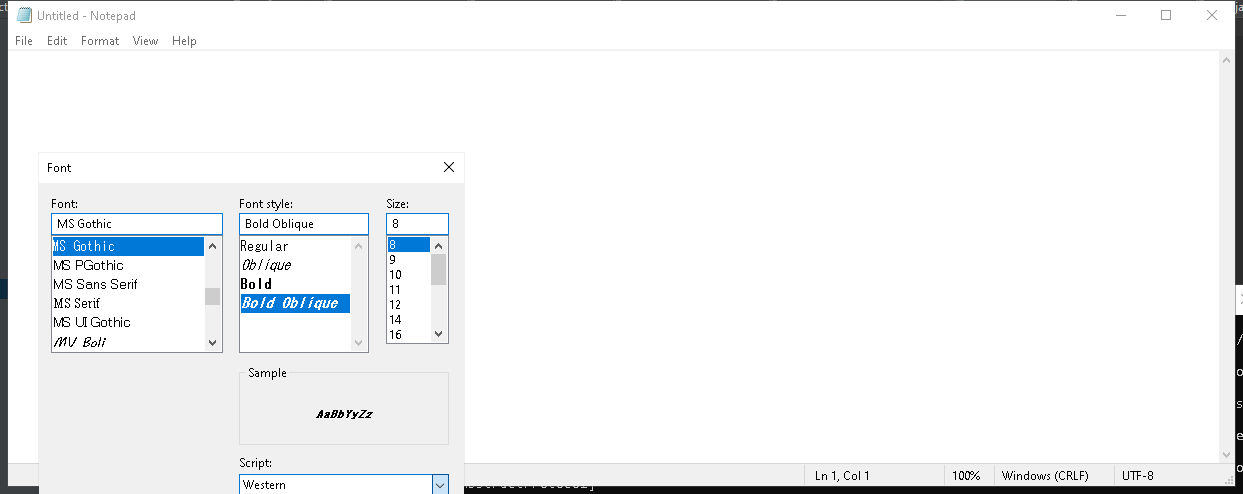 Untitled - Notepad
File Edit Format View Help
Font
Font: Font style: Size:
MS Gothic Bold Oblique 8
MS Gothic Regular 8
MS PGothic Oblique 9
MS Sans Serif Bold 10
MS Serif Bold Oblique 11
MS UI Gothic 12
MV Boli 14
16
Sample
AaBbYyZz
Script:
Western
Ln 1, Col 1 100% Windows (CRLF) UTF-8